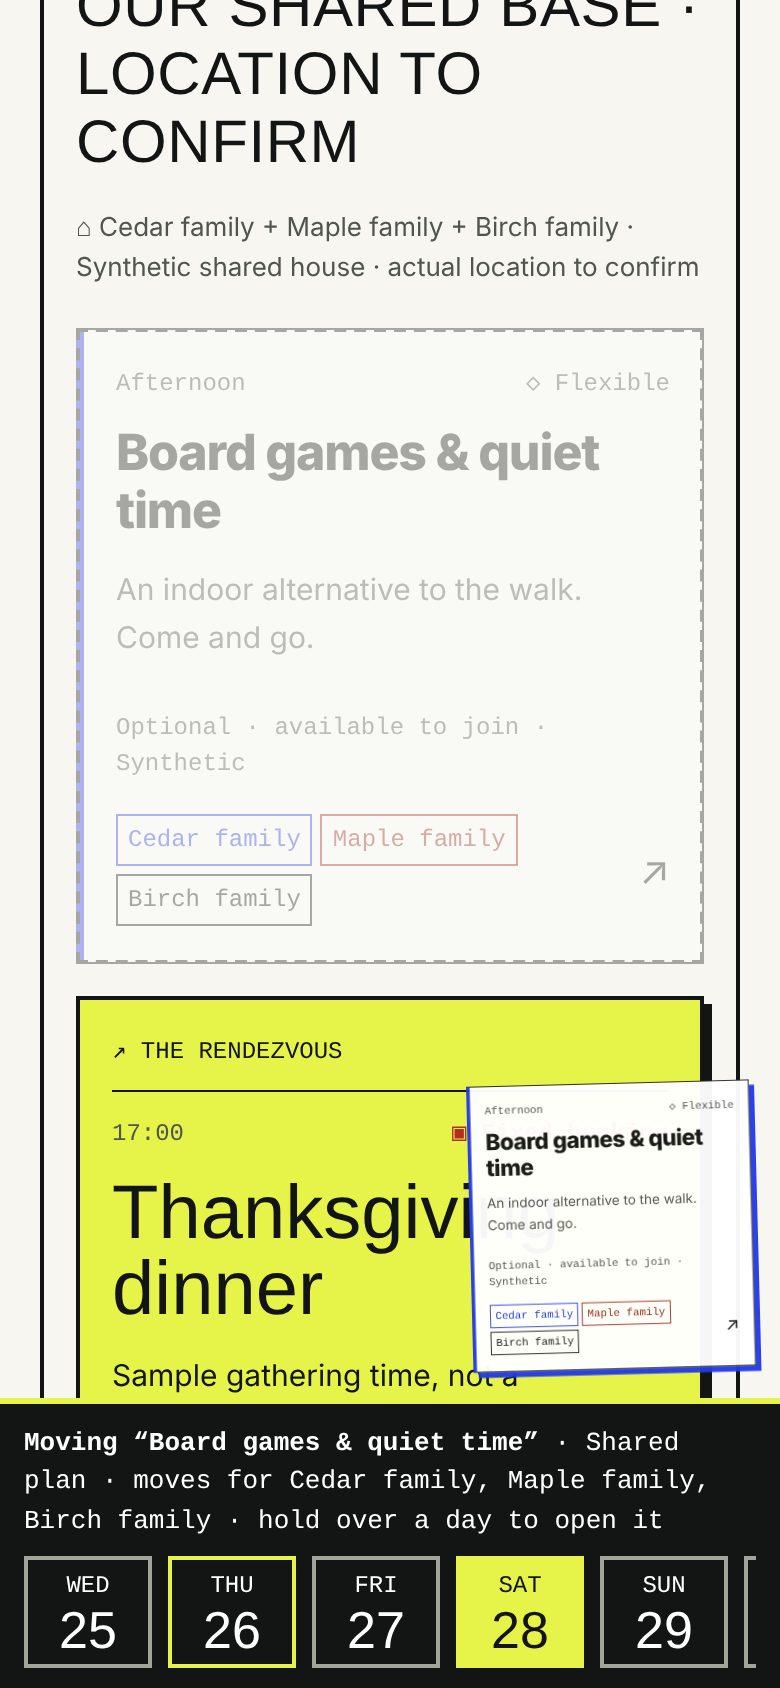 OUR SHARED BASE ·
LOCATION TO
CONFIRM
⌂ Cedar family + Maple family + Birch family ·
Synthetic shared house · actual location to confirm
Afternoon ◇ Flexible
Board games & quiet
time
An indoor alternative to the walk.
Come and go.
Optional · available to join ·
Synthetic
Cedar family Maple family
Birch family
↗
↗ THE RENDEZVOUS
17:00
Thanksgiving
dinner
Sample gathering time, not a
Afternoon ◇ Flexible
Board games & quiet
time
An indoor alternative to the walk.
Come and go.
Optional · available to join ·
Synthetic
Cedar family Maple family
Birch family
↗
Moving “Board games & quiet time” · Shared
plan · moves for Cedar family, Maple family,
Birch family · hold over a day to open it
WED THU FRI SAT SUN
25 26 27 28 29